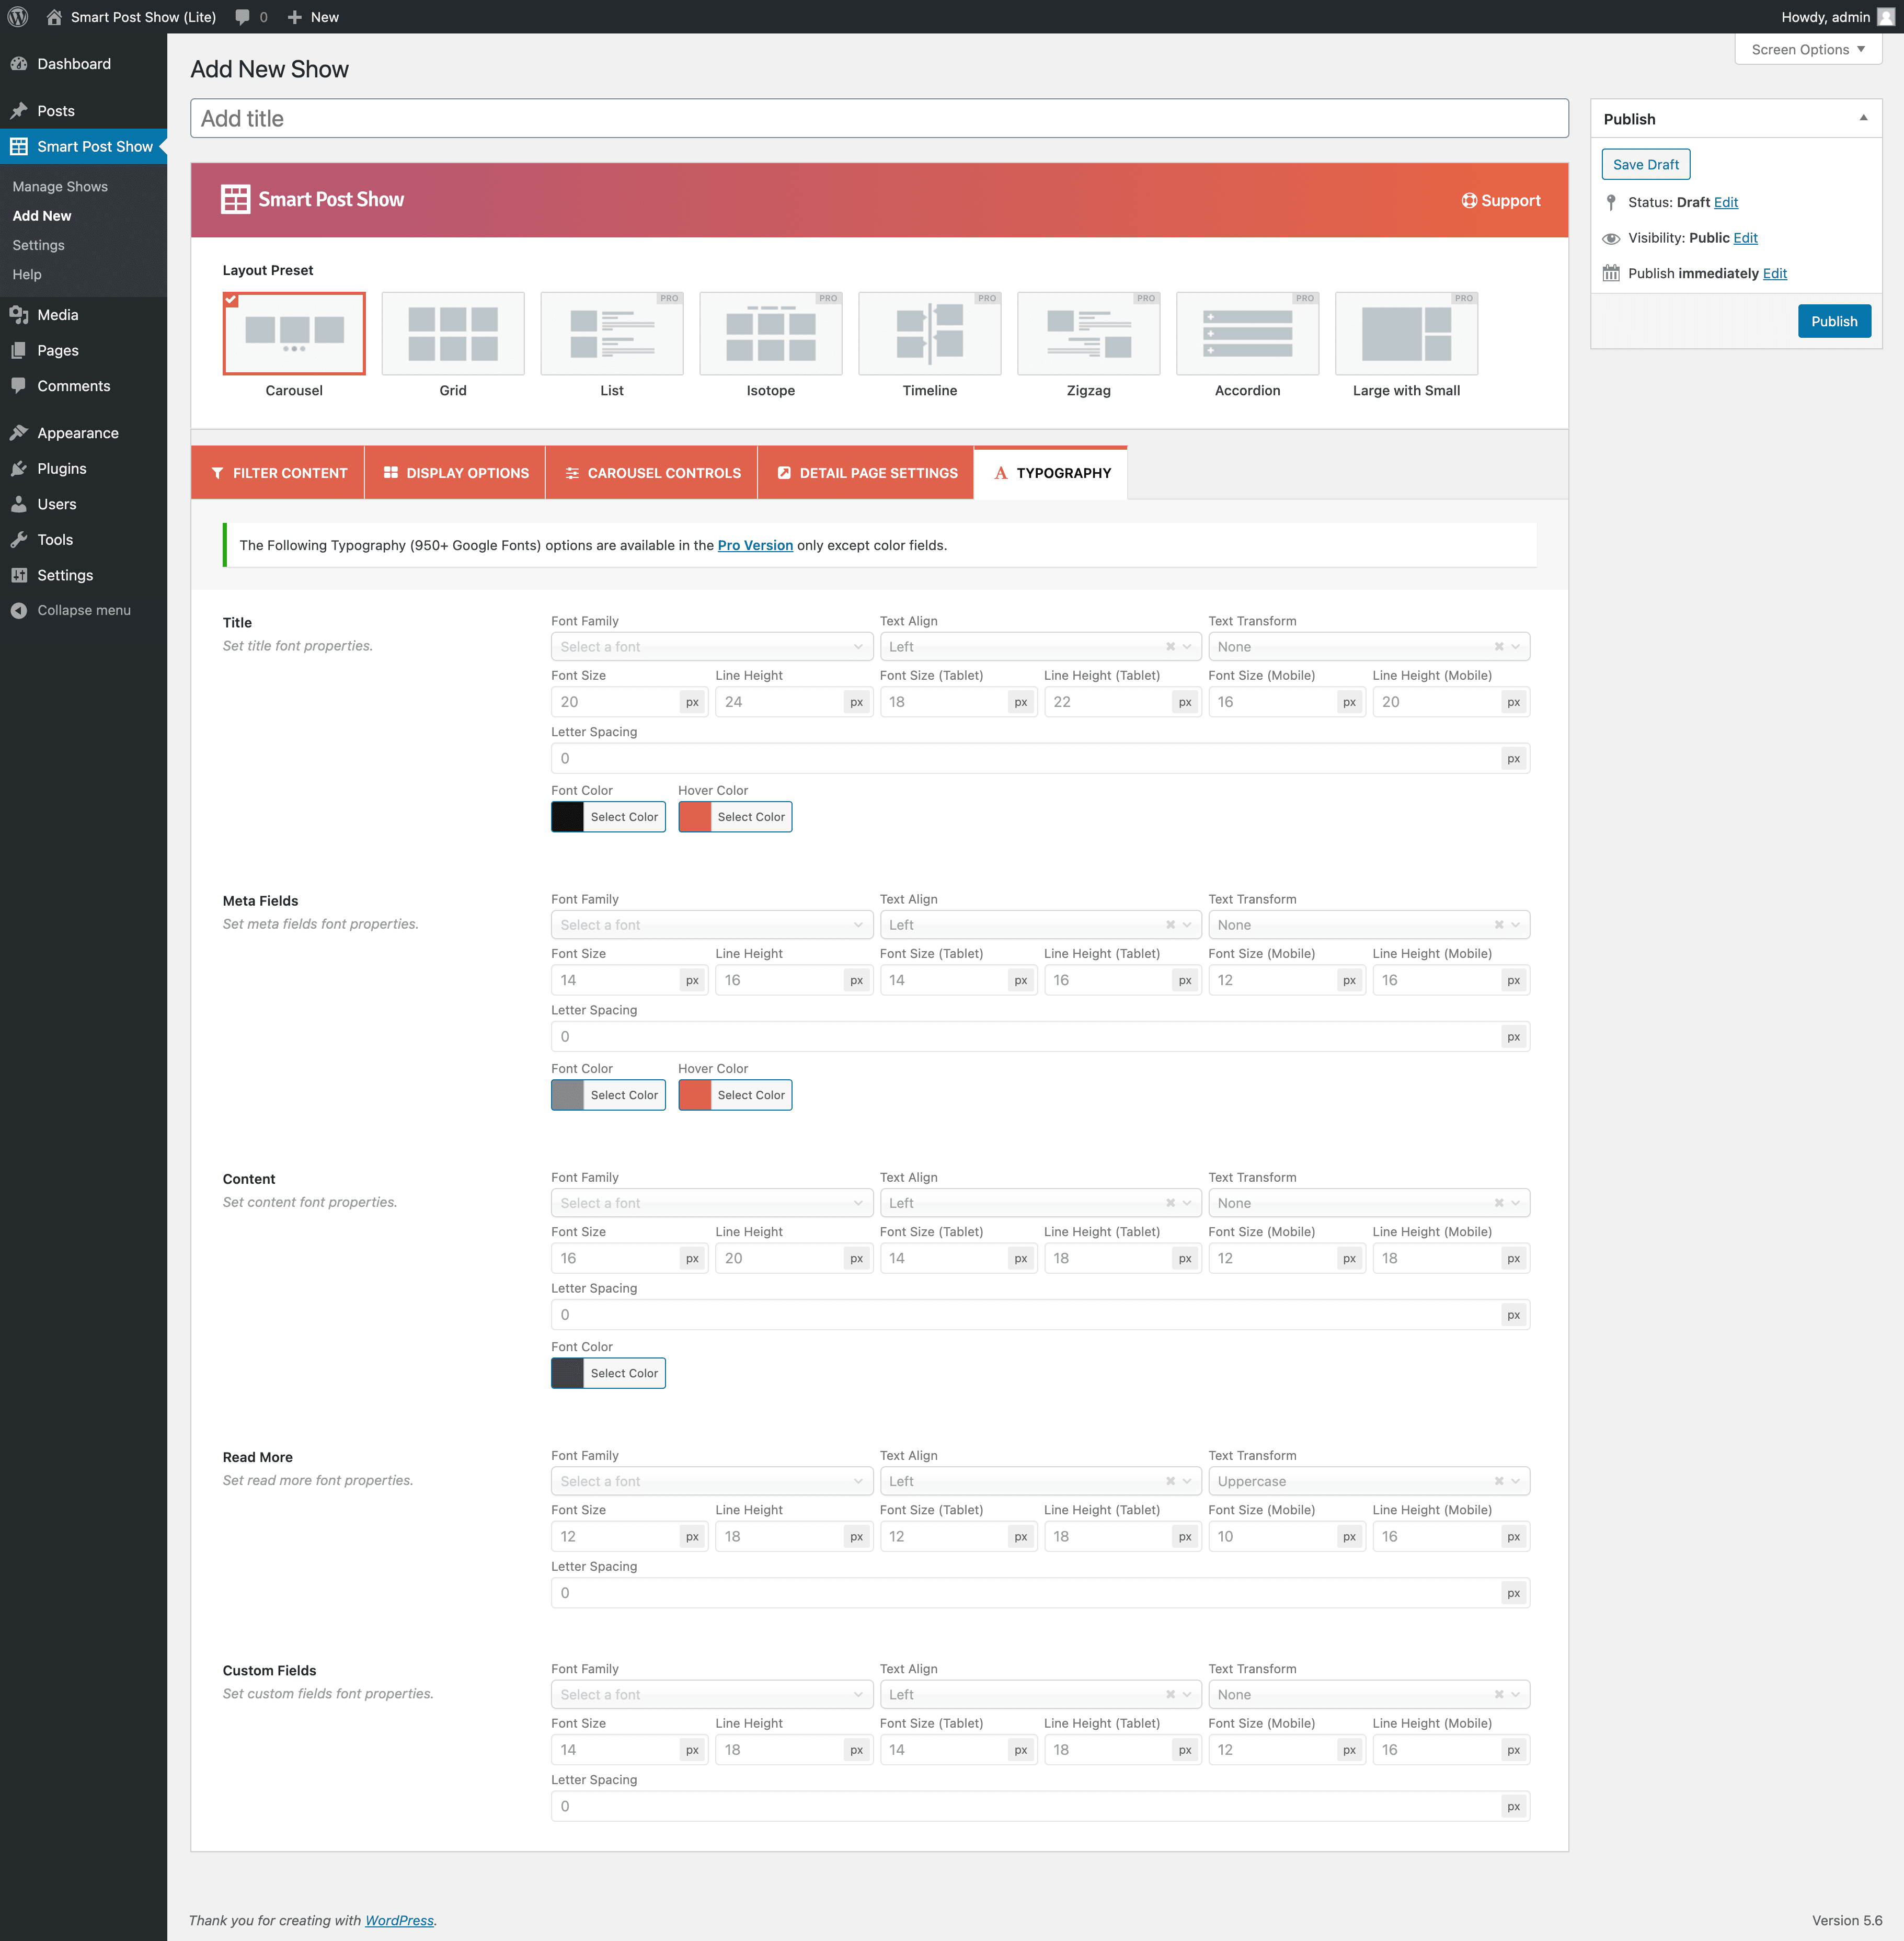 Smart Post Show (Lite) 0 New Howdy, admin
Screen Options
Dashboard
Posts
Smart Post Show
Manage Shows
Add New
Settings
Help
Media
Pages
Comments
Appearance
Plugins
Users
Tools
Settings
Collapse menu
Add New Show
Add title
Smart Post Show Support
Layout Preset
PRO PRO PRO PRO PRO PRO
Carousel Grid List Isotope Timeline Zigzag Accordion Large with Small
FILTER CONTENT DISPLAY OPTIONS CAROUSEL CONTROLS DETAIL PAGE SETTINGS TYPOGRAPHY
The Following Typography (950+ Google Fonts) options are available in the Pro Version only except color fields.
Title
Set title font properties.
Font Family Text Align Text Transform
Select a font Left None
Font Size Line Height Font Size (Tablet) Line Height (Tablet) Font Size (Mobile) Line Height (Mobile)
20 px 24 px 18 px 22 px 16 px 20 px
Letter Spacing
0 px
Font Color Hover Color
Select Color Select Color
Meta Fields
Set meta fields font properties.
Font Family Text Align Text Transform
Select a font Left None
Font Size Line Height Font Size (Tablet) Line Height (Tablet) Font Size (Mobile) Line Height (Mobile)
14 px 16 px 14 px 16 px 12 px 16 px
Letter Spacing
0 px
Font Color Hover Color
Select Color Select Color
Content
Set content font properties.
Font Family Text Align Text Transform
Select a font Left None
Font Size Line Height Font Size (Tablet) Line Height (Tablet) Font Size (Mobile) Line Height (Mobile)
16 px 20 px 14 px 18 px 12 px 18 px
Letter Spacing
0 px
Font Color
Select Color
Read More
Set read more font properties.
Font Family Text Align Text Transform
Select a font Left Uppercase
Font Size Line Height Font Size (Tablet) Line Height (Tablet) Font Size (Mobile) Line Height (Mobile)
12 px 18 px 12 px 18 px 10 px 16 px
Letter Spacing
0 px
Custom Fields
Set custom fields font properties.
Font Family Text Align Text Transform
Select a font Left None
Font Size Line Height Font Size (Tablet) Line Height (Tablet) Font Size (Mobile) Line Height (Mobile)
14 px 18 px 14 px 18 px 12 px 16 px
Letter Spacing
0 px
Publish
Save Draft
Status: Draft Edit
Visibility: Public Edit
Publish immediately Edit
Publish
Thank you for creating with WordPress. Version 5.6